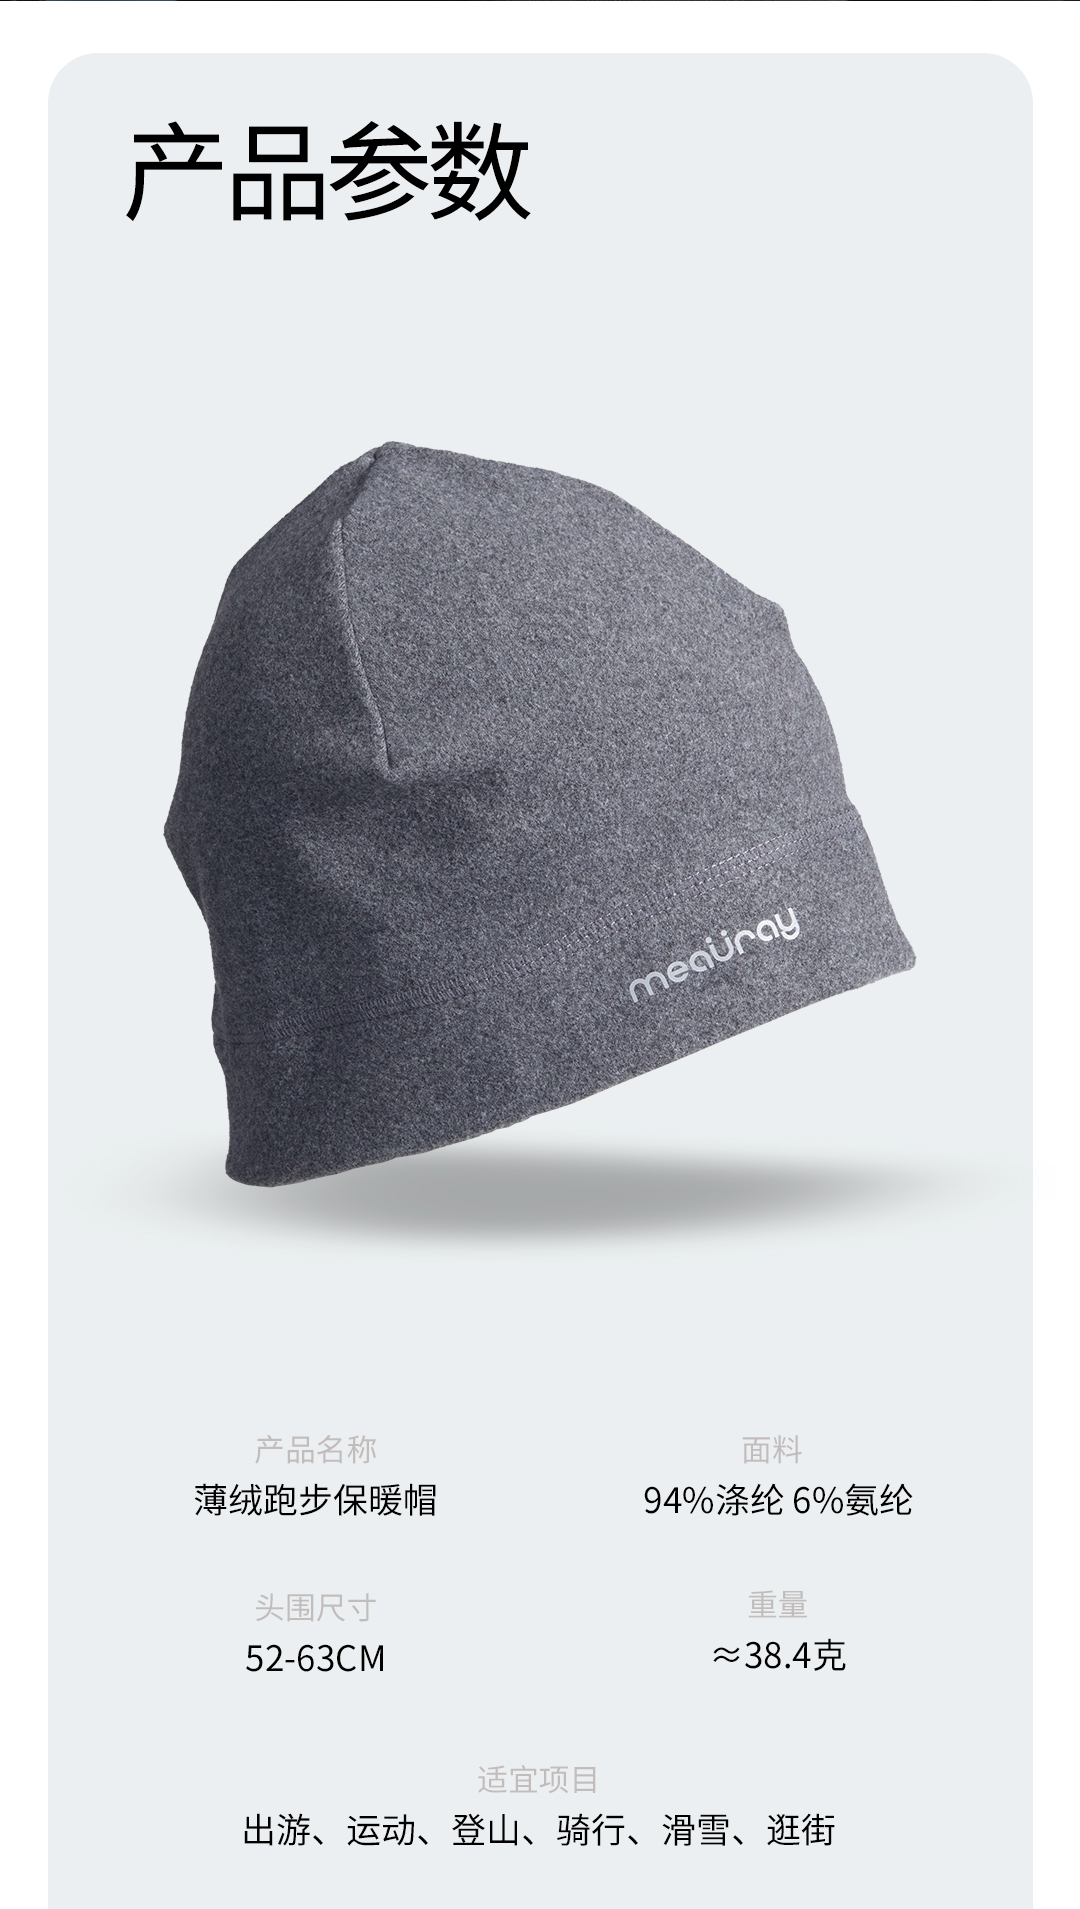 产品参数
meaüray
产品名称
薄绒跑步保暖帽
面料
94%涤纶 6%氨纶
头围尺寸
52-63CM
重量
≈38.4克
适宜项目
出游、运动、登山、骑行、滑雪、逛街